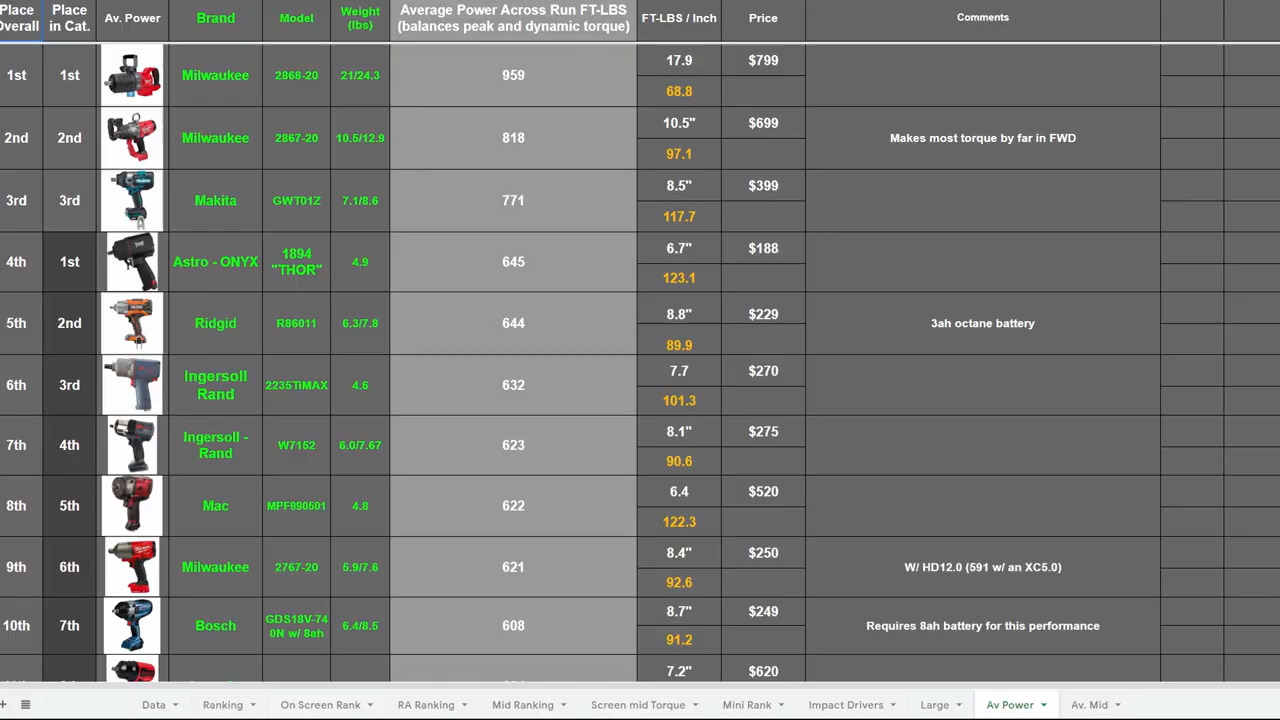 Place Overall
Place in Cat.
Av. Power
Brand
Model
Weight (lbs)
Average Power Across Run FT-LBS (balances peak and dynamic torque)
FT-LBS / Inch
Price
Comments
1st 1st Milwaukee 2868-20 21/24.3 959 17.9 $799
68.8
2nd 2nd Milwaukee 2867-20 10.5/12.9 818 10.5" $699 Makes most torque by far in FWD
97.1
3rd 3rd Makita GWT01Z 7.1/8.6 771 8.5" $399
117.7
4th 1st Astro - ONYX 1894 "THOR" 4.9 645 6.7" $188
123.1
5th 2nd Ridgid R86011 6.3/7.8 644 8.8" $229 3ah octane battery
89.9
6th 3rd Ingersoll Rand 2235TiMAX 4.6 632 7.7 $270
101.3
7th 4th Ingersoll - Rand W7152 6.0/7.67 623 8.1" $275
90.6
8th 5th Mac MPF990501 4.8 622 6.4 $520
122.3
9th 6th Milwaukee 2767-20 5.9/7.6 621 8.4" $250 W/ HD12.0 (591 w/ an XC5.0)
92.6
10th 7th Bosch GDS18V-74 0N w/ 8ah 6.4/8.5 608 8.7" $249 Requires 8ah battery for this performance
91.2
7.2" $620
Data Ranking On Screen Rank RA Ranking Mid Ranking Screen mid Torque Mini Rank Impact Drivers Large Av Power Av. Mid